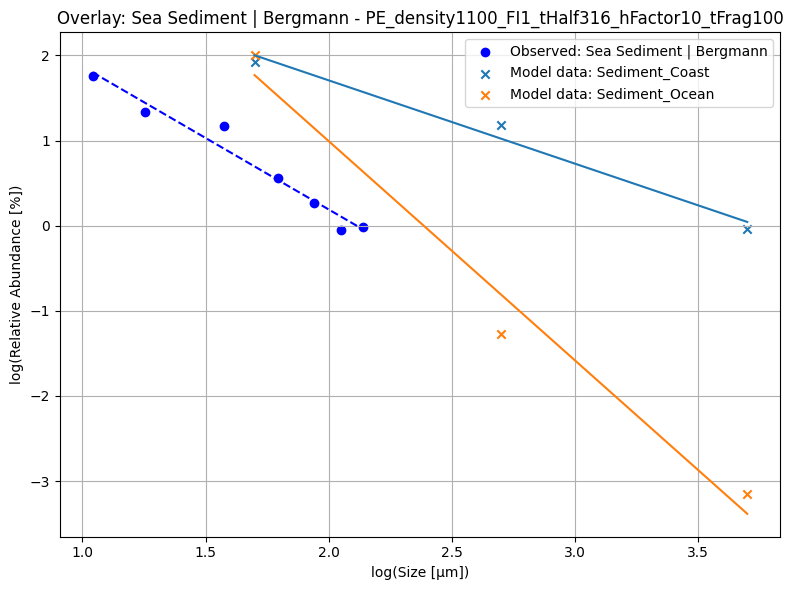 Overlay: Sea Sediment | Bergmann - PE_density1100_FI1_tHalf316_hFactor10_tFrag100
Observed: Sea Sediment | Bergmann
Model data: Sediment_Coast
Model data: Sediment_Ocean
log(Relative Abundance [%])
2
1
0
−1
−2
−3
1.0 1.5 2.0 2.5 3.0 3.5
log(Size [µm])